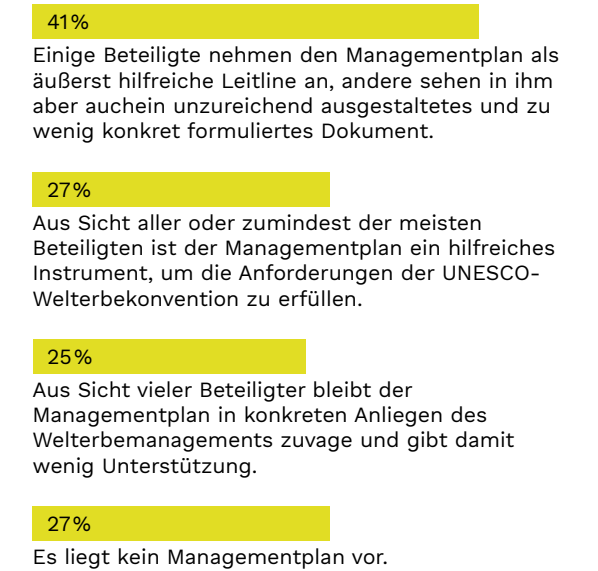 41%
Einige Beteiligte nehmen den Managementplan als
äußerst hilfreiche Leitline an, andere sehen in ihm
aber auchein unzureichend ausgestaltetes und zu
wenig konkret formuliertes Dokument.
27%
Aus Sicht aller oder zumindest der meisten
Beteiligten ist der Managementplan ein hilfreiches
Instrument, um die Anforderungen der UNESCO-
Welterbekonvention zu erfüllen.
25%
Aus Sicht vieler Beteiligter bleibt der
Managementplan in konkreten Anliegen des
Welterbemanagements zuvage und gibt damit
wenig Unterstützung.
27%
Es liegt kein Managementplan vor.